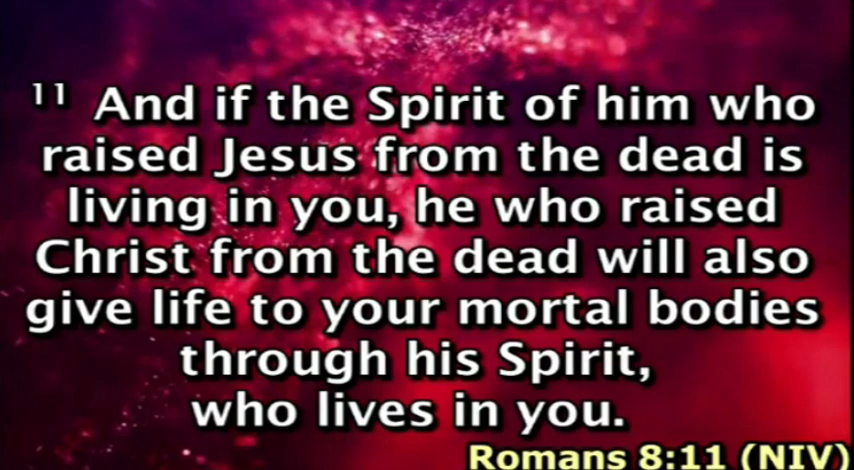 11 And if the Spirit of him who
raised Jesus from the dead is
living in you, he who raised
Christ from the dead will also
give life to your mortal bodies
through his Spirit,
who lives in you.
Romans 8:11 (NIV)